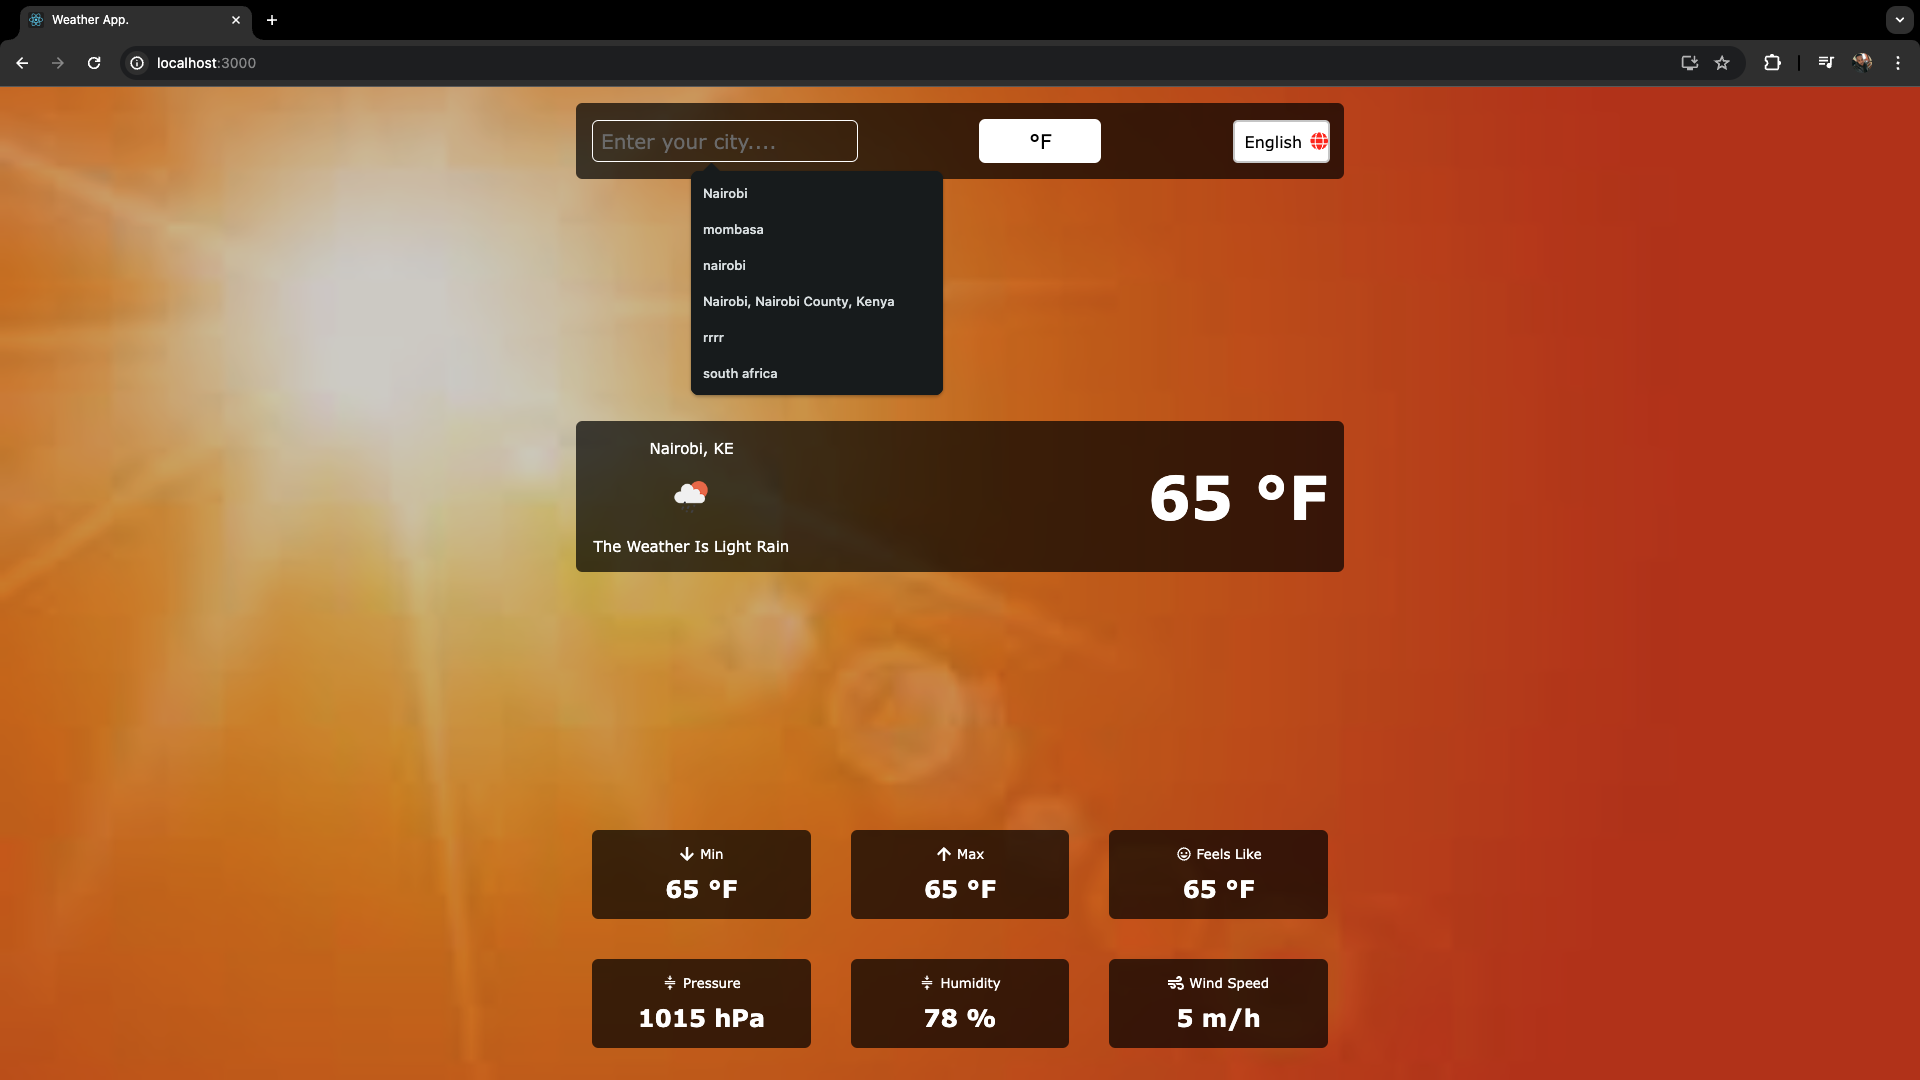 Weather App.
localhost:3000
Enter your city....
°F
English
Nairobi
mombasa
nairobi
Nairobi, Nairobi County, Kenya
rrrr
south africa
Nairobi, KE
65 °F
The Weather Is Light Rain
Min
65 °F
Max
65 °F
Feels Like
65 °F
Pressure
1015 hPa
Humidity
78 %
Wind Speed
5 m/h